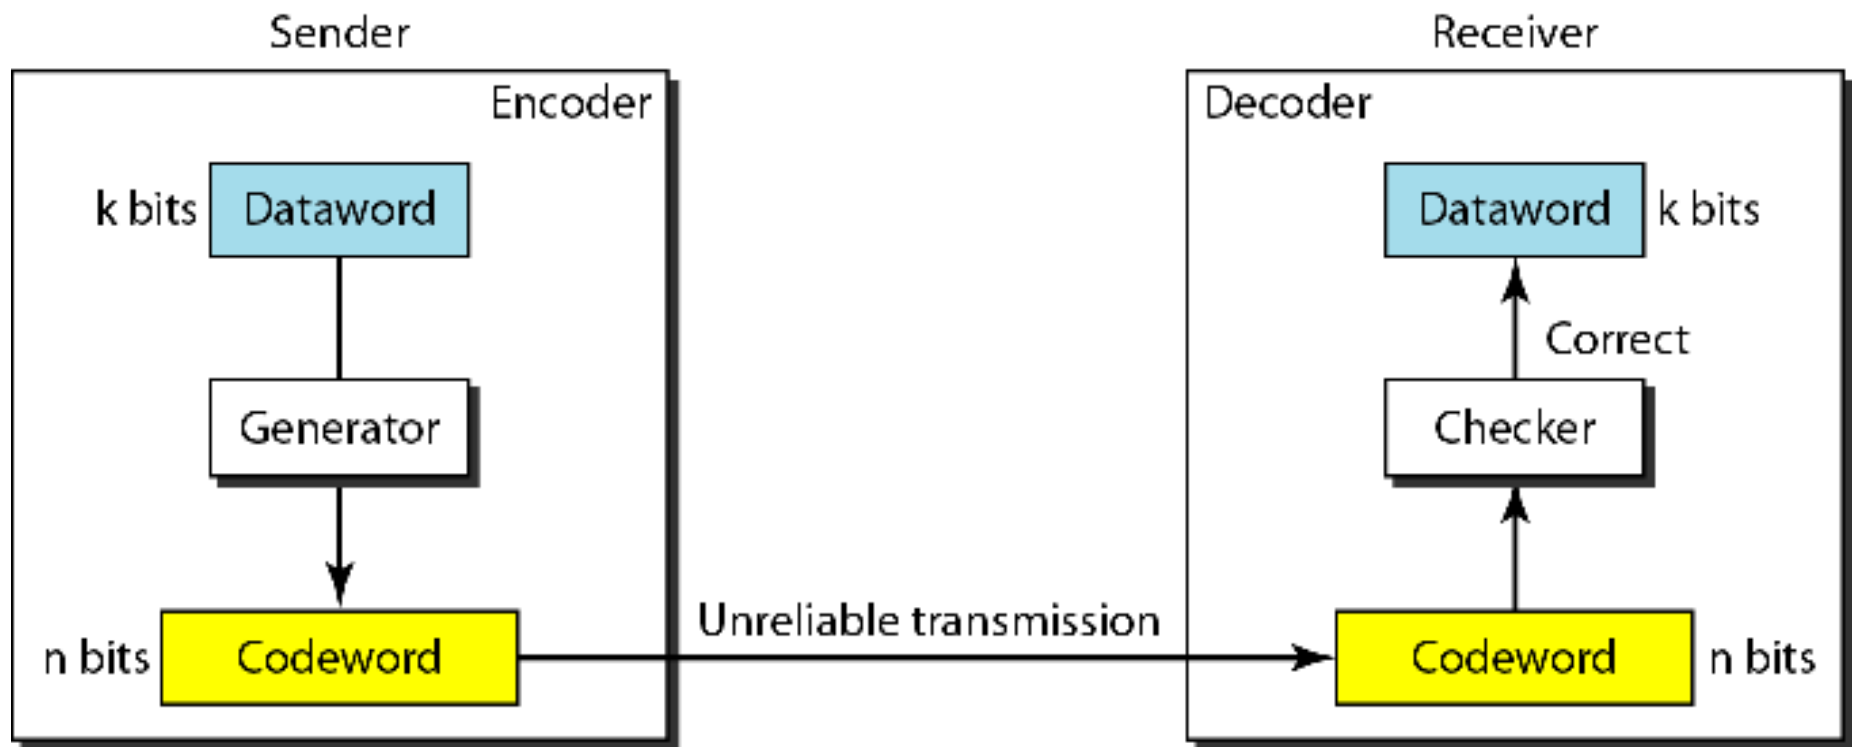 Sender
Encoder
k bits
Dataword
Generator
n bits
Codeword
Unreliable transmission
Receiver
Decoder
Dataword
k bits
Correct
Checker
Codeword
n bits